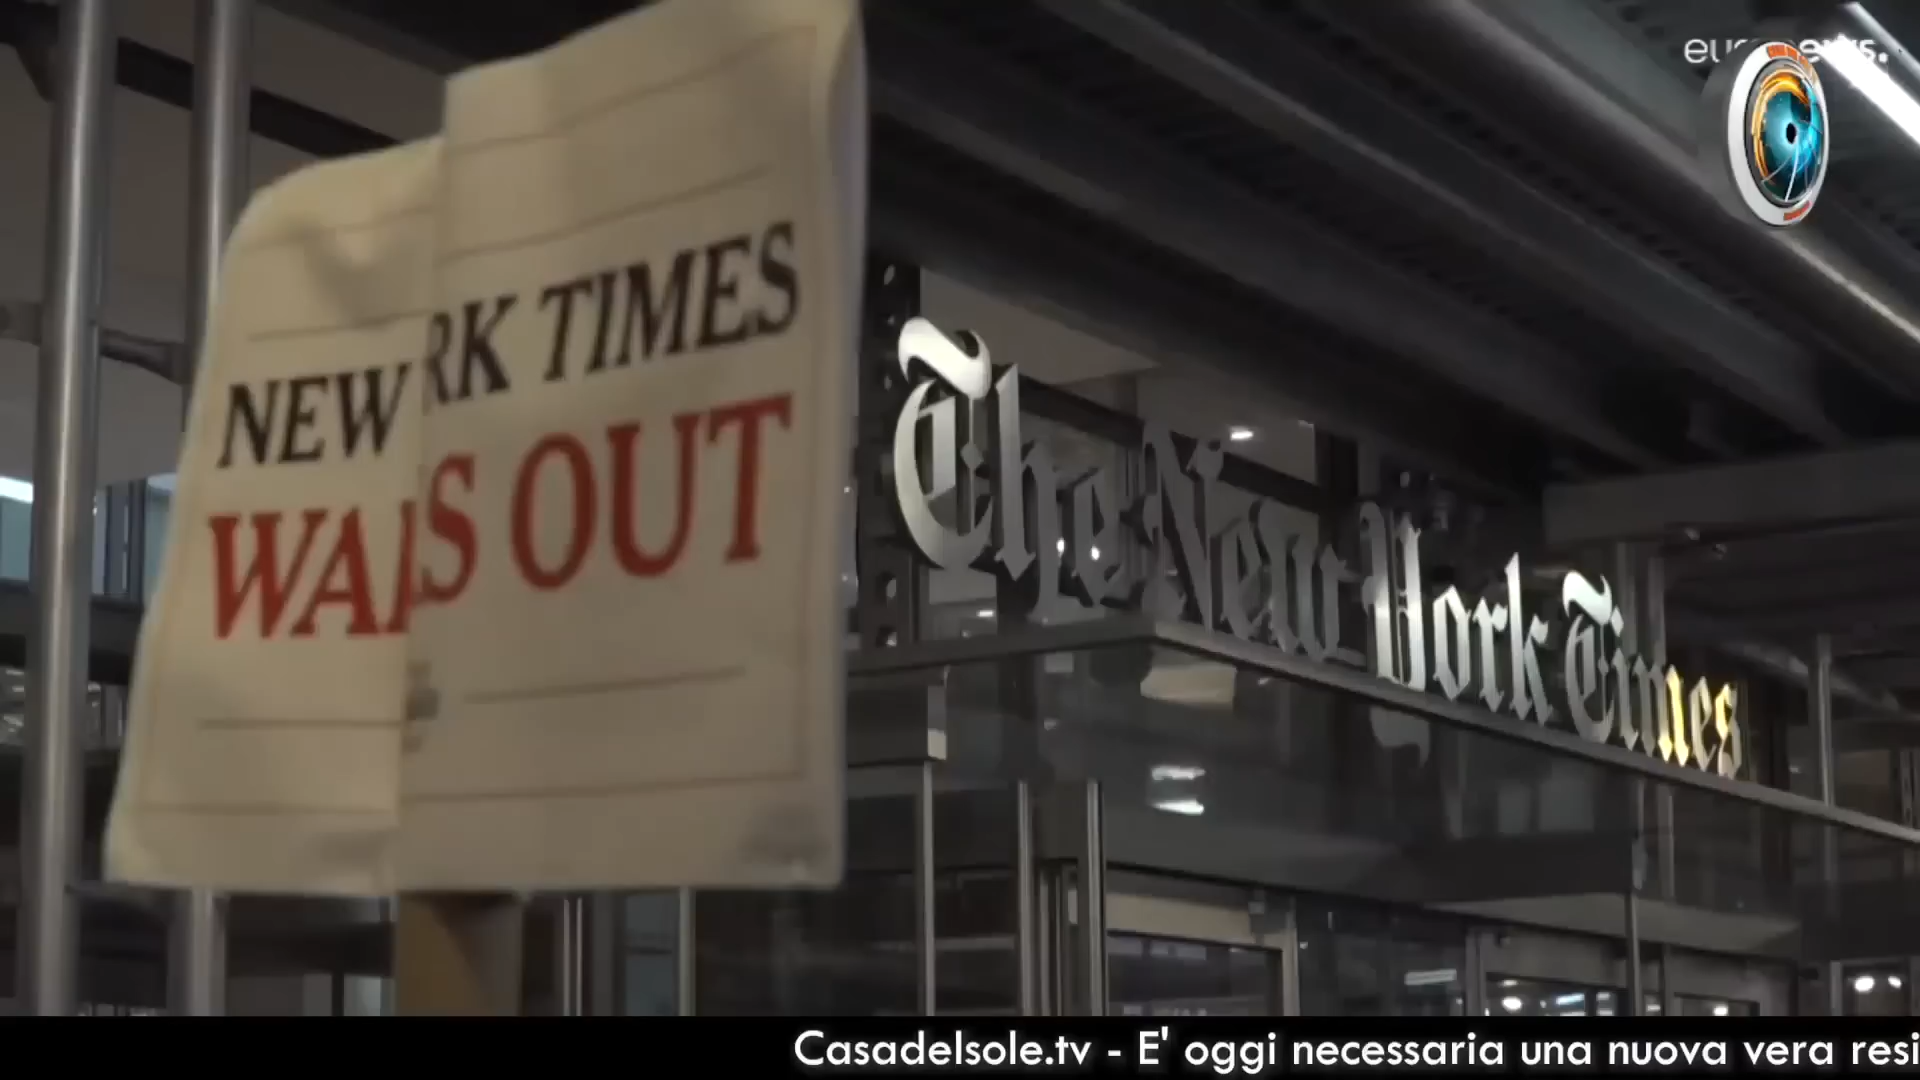 NEW RK TIMES
WA S OUT
The New York Times
Casadelsole.tv - E' oggi necessaria una nuova vera resi